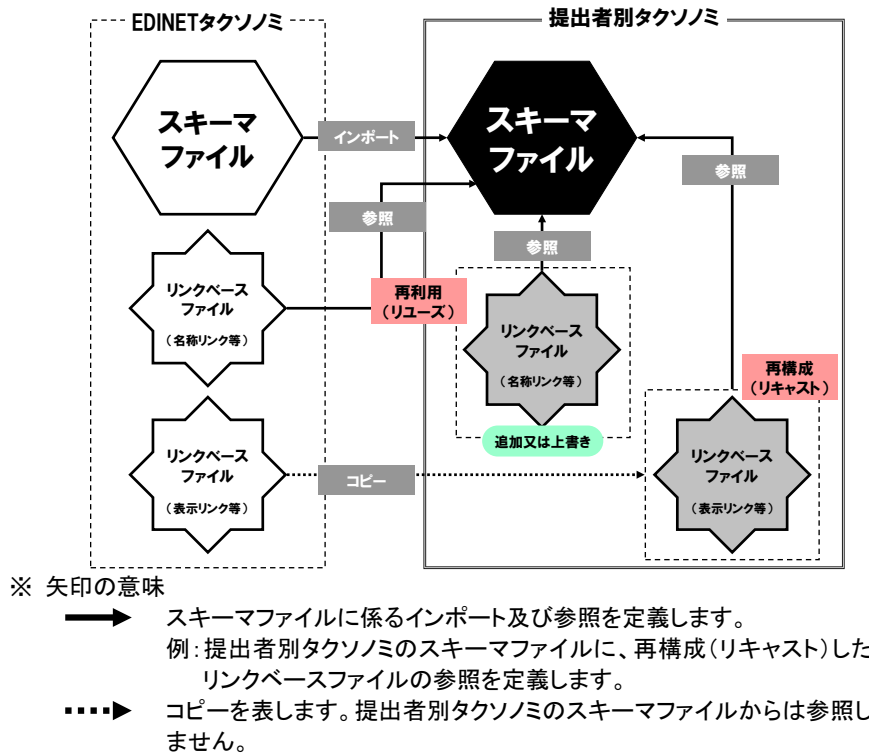 EDINETタクソノミ
提出者別タクソノミ
スキーマ
ファイル
インポート
スキーマ
ファイル
参照
参照
参照
リンクベース
ファイル
(名称リンク等)
再利用
(リユーズ)
リンクベース
ファイル
(名称リンク等)
追加又は上書き
再構成
(リキャスト)
リンクベース
ファイル
(表示リンク等)
コピー
リンクベース
ファイル
(表示リンク等)
※ 矢印の意味
スキーマファイルに係るインポート及び参照を定義します。
例:提出者別タクソノミのスキーマファイルに、再構成(リキャスト)した
リンクベースファイルの参照を定義します。
コピーを表します。提出者別タクソノミのスキーマファイルからは参照し
ません。